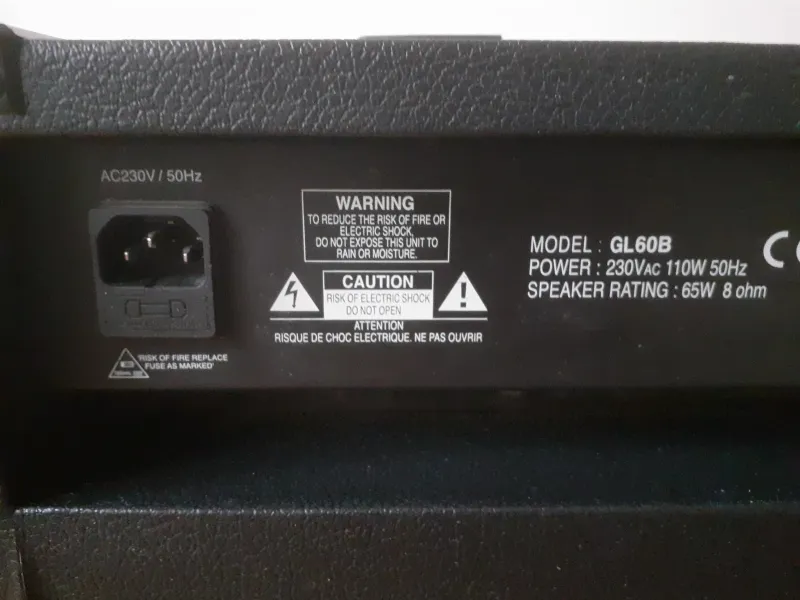 AC230V / 50Hz
WARNING
TO REDUCE THE RISK OF FIRE OR
ELECTRIC SHOCK,
DO NOT EXPOSE THIS UNIT TO
RAIN OR MOISTURE.
CAUTION
RISK OF ELECTRIC SHOCK
DO NOT OPEN
ATTENTION
RISQUE DE CHOC ELECTRIQUE. NE PAS OUVRIR
'RISK OF FIRE REPLACE
FUSE AS MARKED'
MODEL : GL60B
POWER : 230VAC 110W 50Hz
SPEAKER RATING : 65W 8 ohm